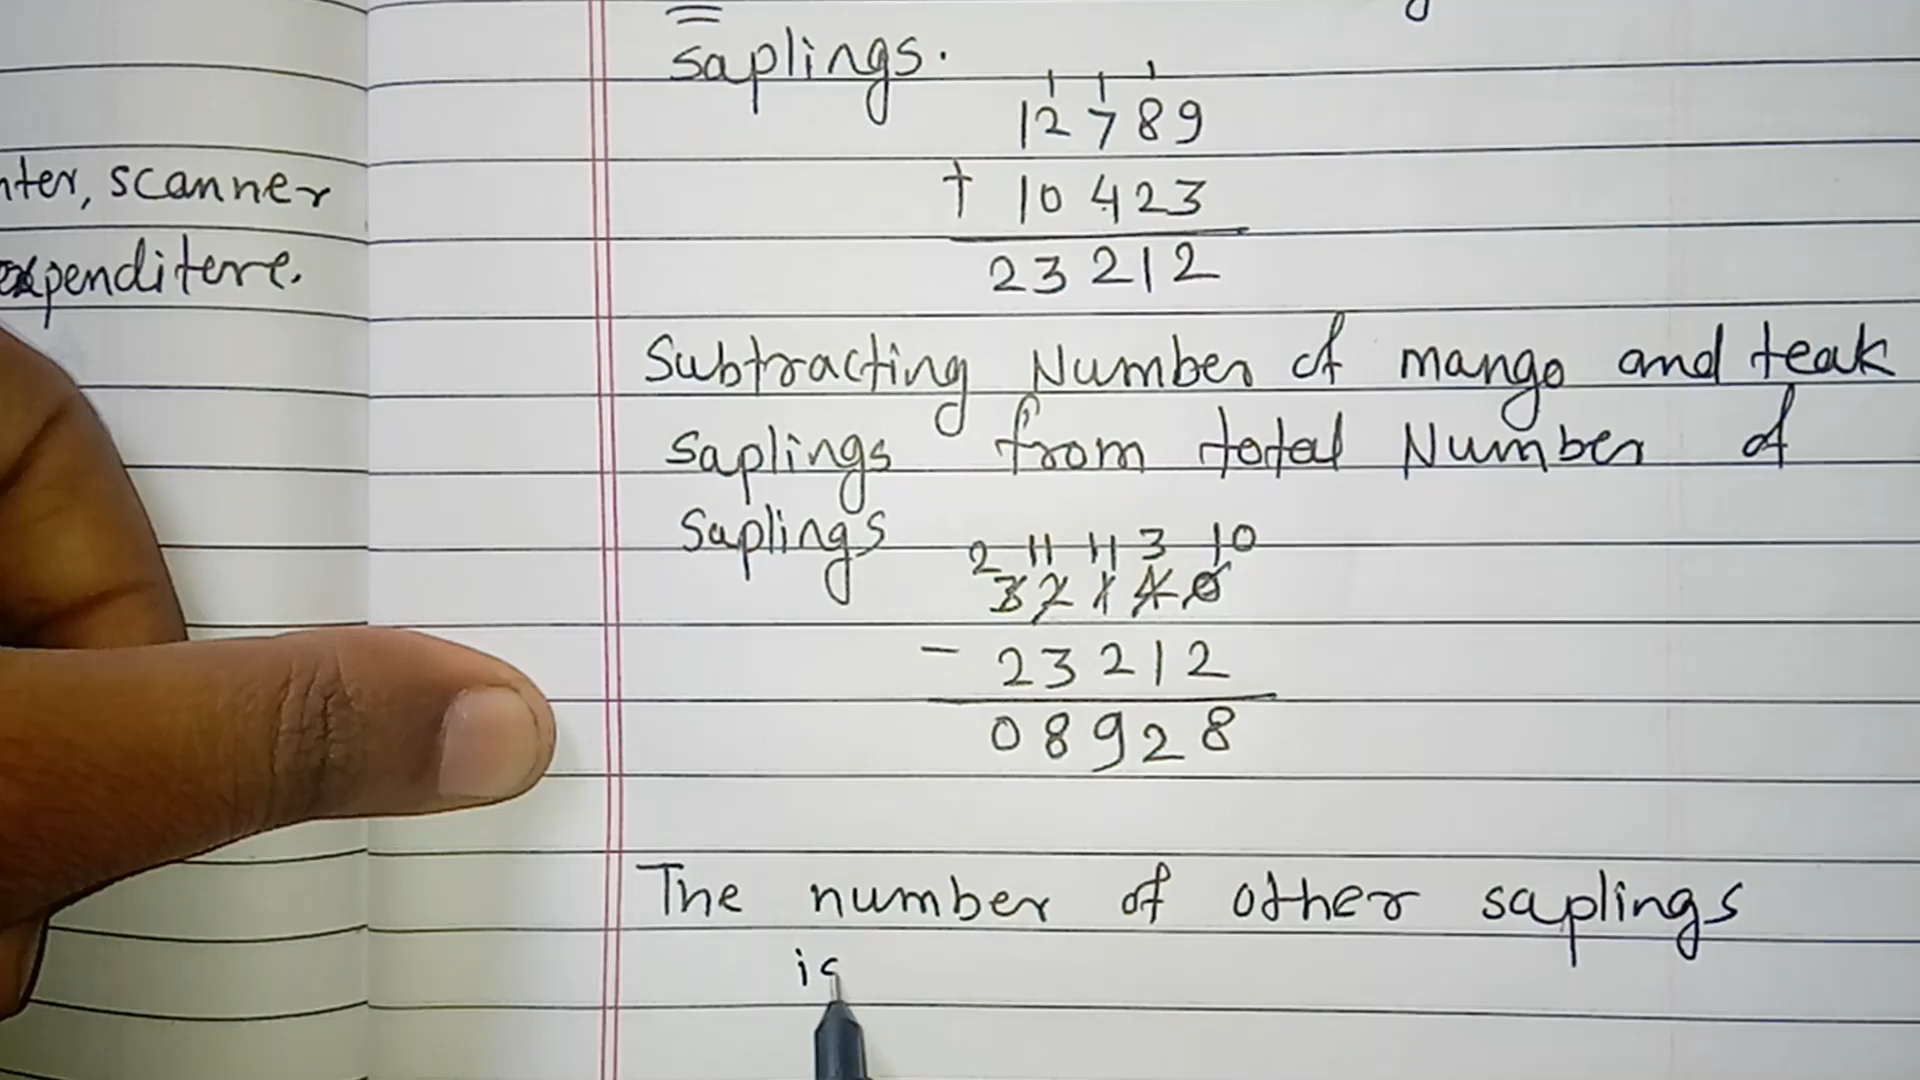 nter, scanner
expenditere.
saplings.
12789
+ 10423
23212
Subtracting Number of mango and teak
saplings from total Number of
Saplings
2 11 11 3 10
32140
- 23212
08928
The number of other saplings
is